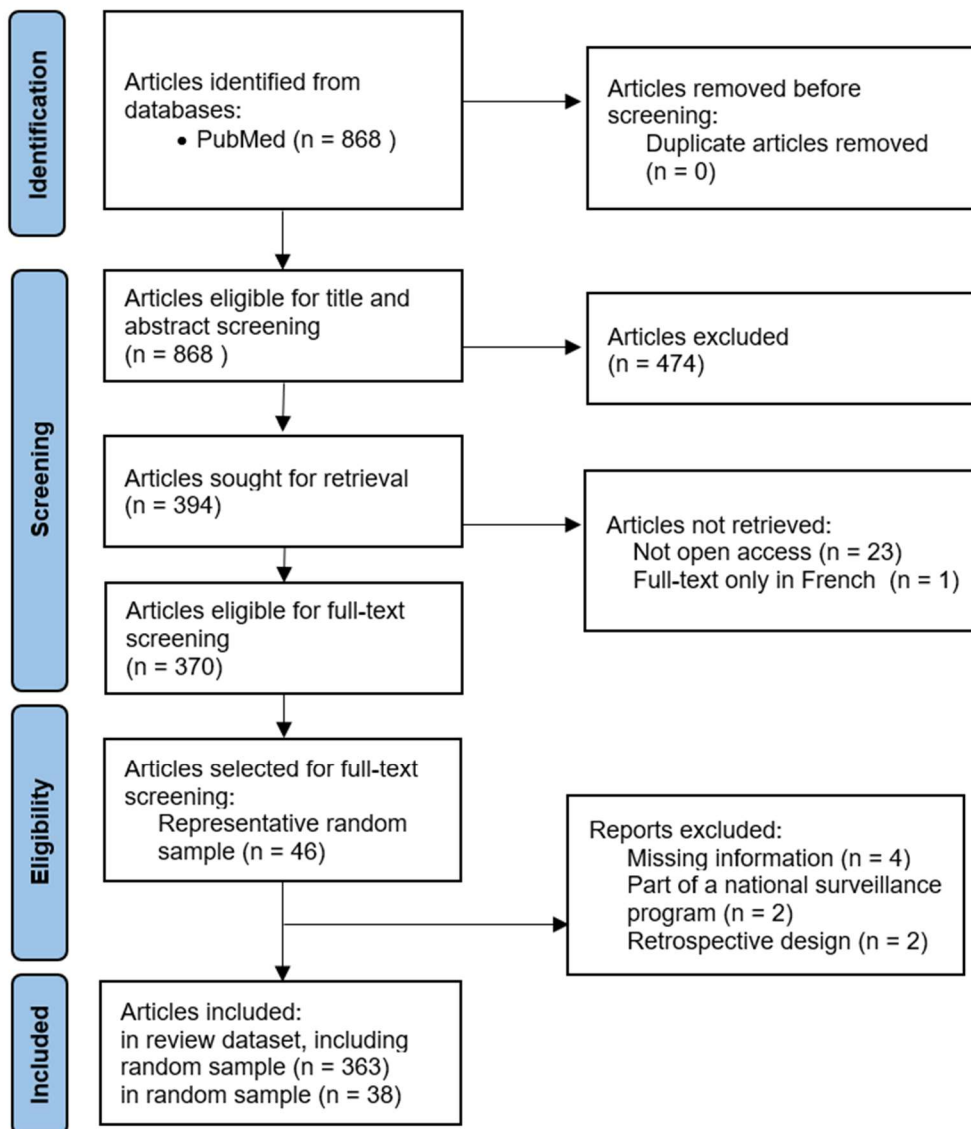 Identification
Articles identified from
databases:
• PubMed (n = 868 )
Articles removed before
screening:
Duplicate articles removed
(n = 0)
Screening
Articles eligible for title and
abstract screening
(n = 868 )
Articles excluded
(n = 474)
Articles sought for retrieval
(n = 394)
Articles not retrieved:
Not open access (n = 23)
Full-text only in French (n = 1)
Articles eligible for full-text
screening
(n = 370)
Eligibility
Articles selected for full-text
screening:
Representative random
sample (n = 46)
Reports excluded:
Missing information (n = 4)
Part of a national surveillance
program (n = 2)
Retrospective design (n = 2)
Included
Articles included:
in review dataset, including
random sample (n = 363)
in random sample (n = 38)